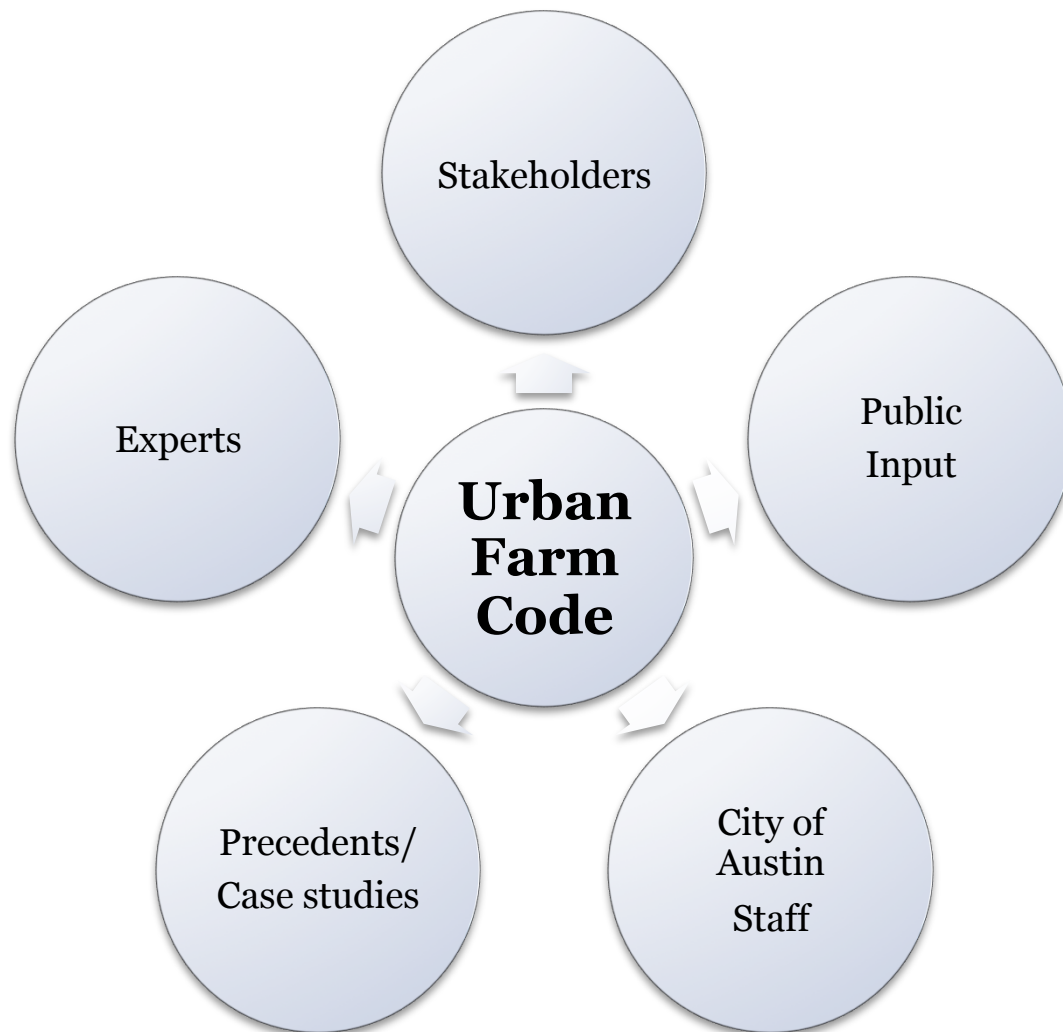 Stakeholders
Experts
Public
Input
Urban
Farm
Code
Precedents/
Case studies
City of
Austin
Staff